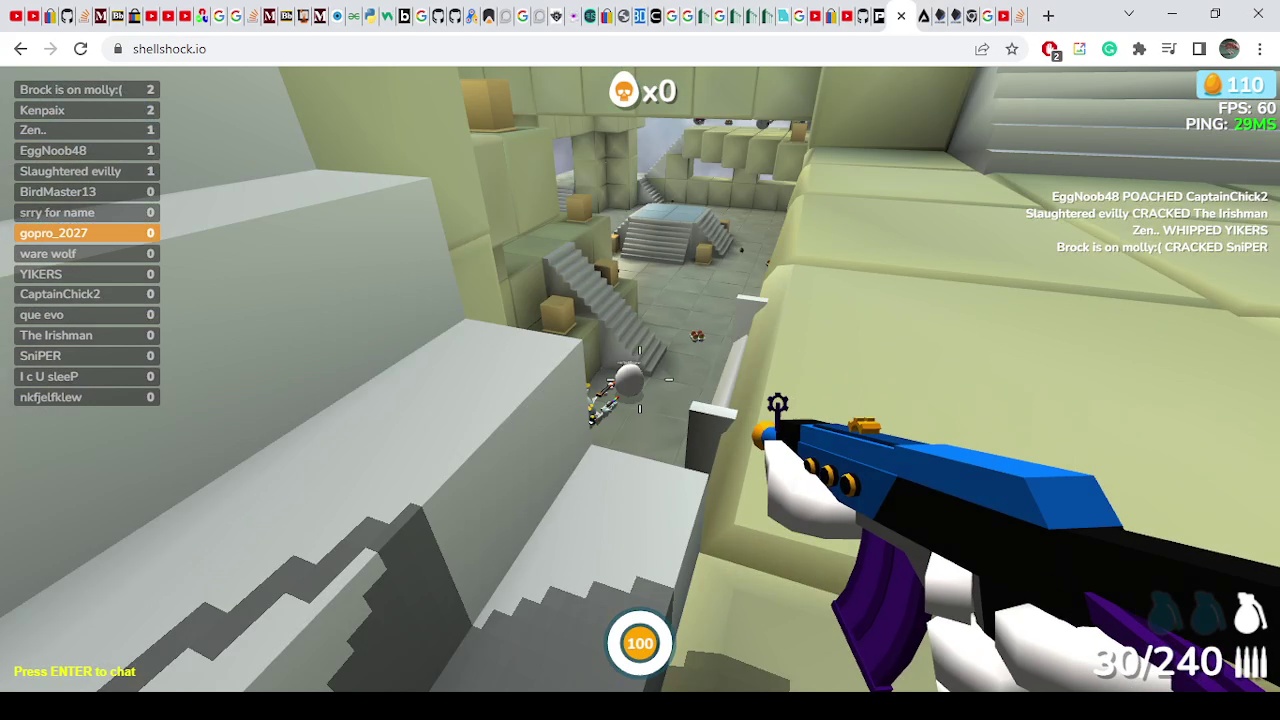 shellshock.io
2
Brock is on molly:( 2
Kenpaix 2
Zen.. 1
EggNoob48 1
Slaughtered evilly 1
BirdMaster13 0
srry for name 0
gopro_2027 0
ware wolf 0
YIKERS 0
CaptainChick2 0
que evo 0
The Irishman 0
SniPER 0
I c U sleeP 0
nkfjelfklew 0
x0
110
FPS: 60
PING: 29MS
EggNoob48 POACHED CaptainChick2
Slaughtered evilly CRACKED The Irishman
Zen.. WHIPPED YIKERS
Brock is on molly:( CRACKED SniPER
100
Press ENTER to chat
30/240